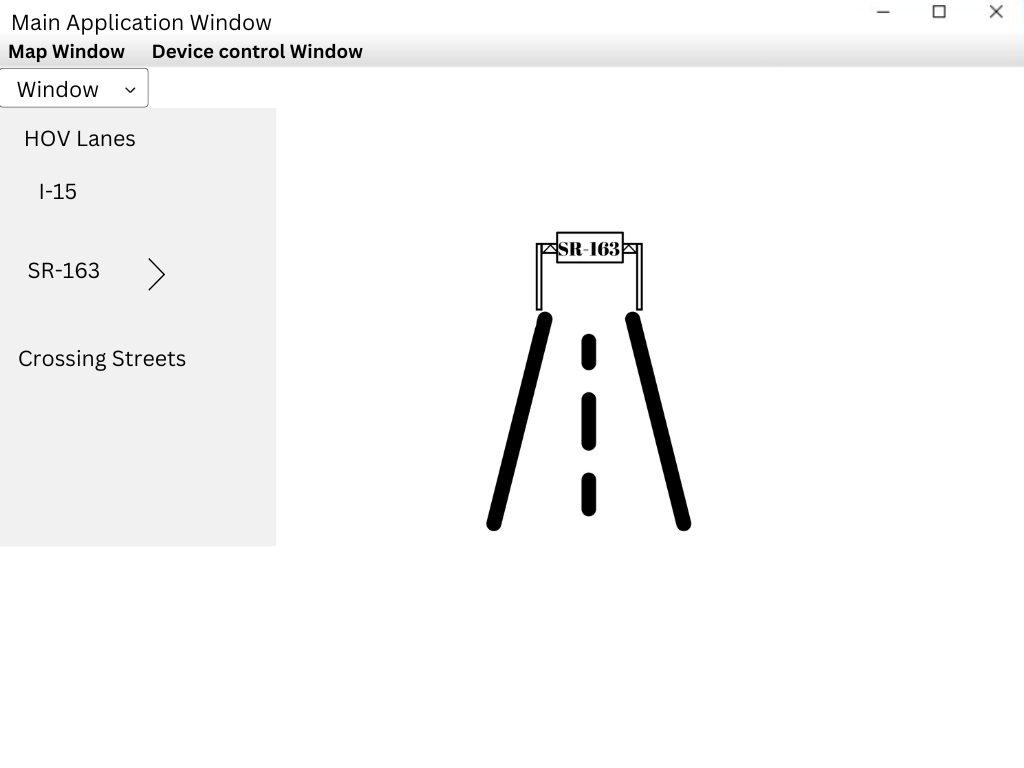 Main Application Window
Map Window Device control Window
Window
HOV Lanes
I-15
SR-163
SR-163
Crossing Streets